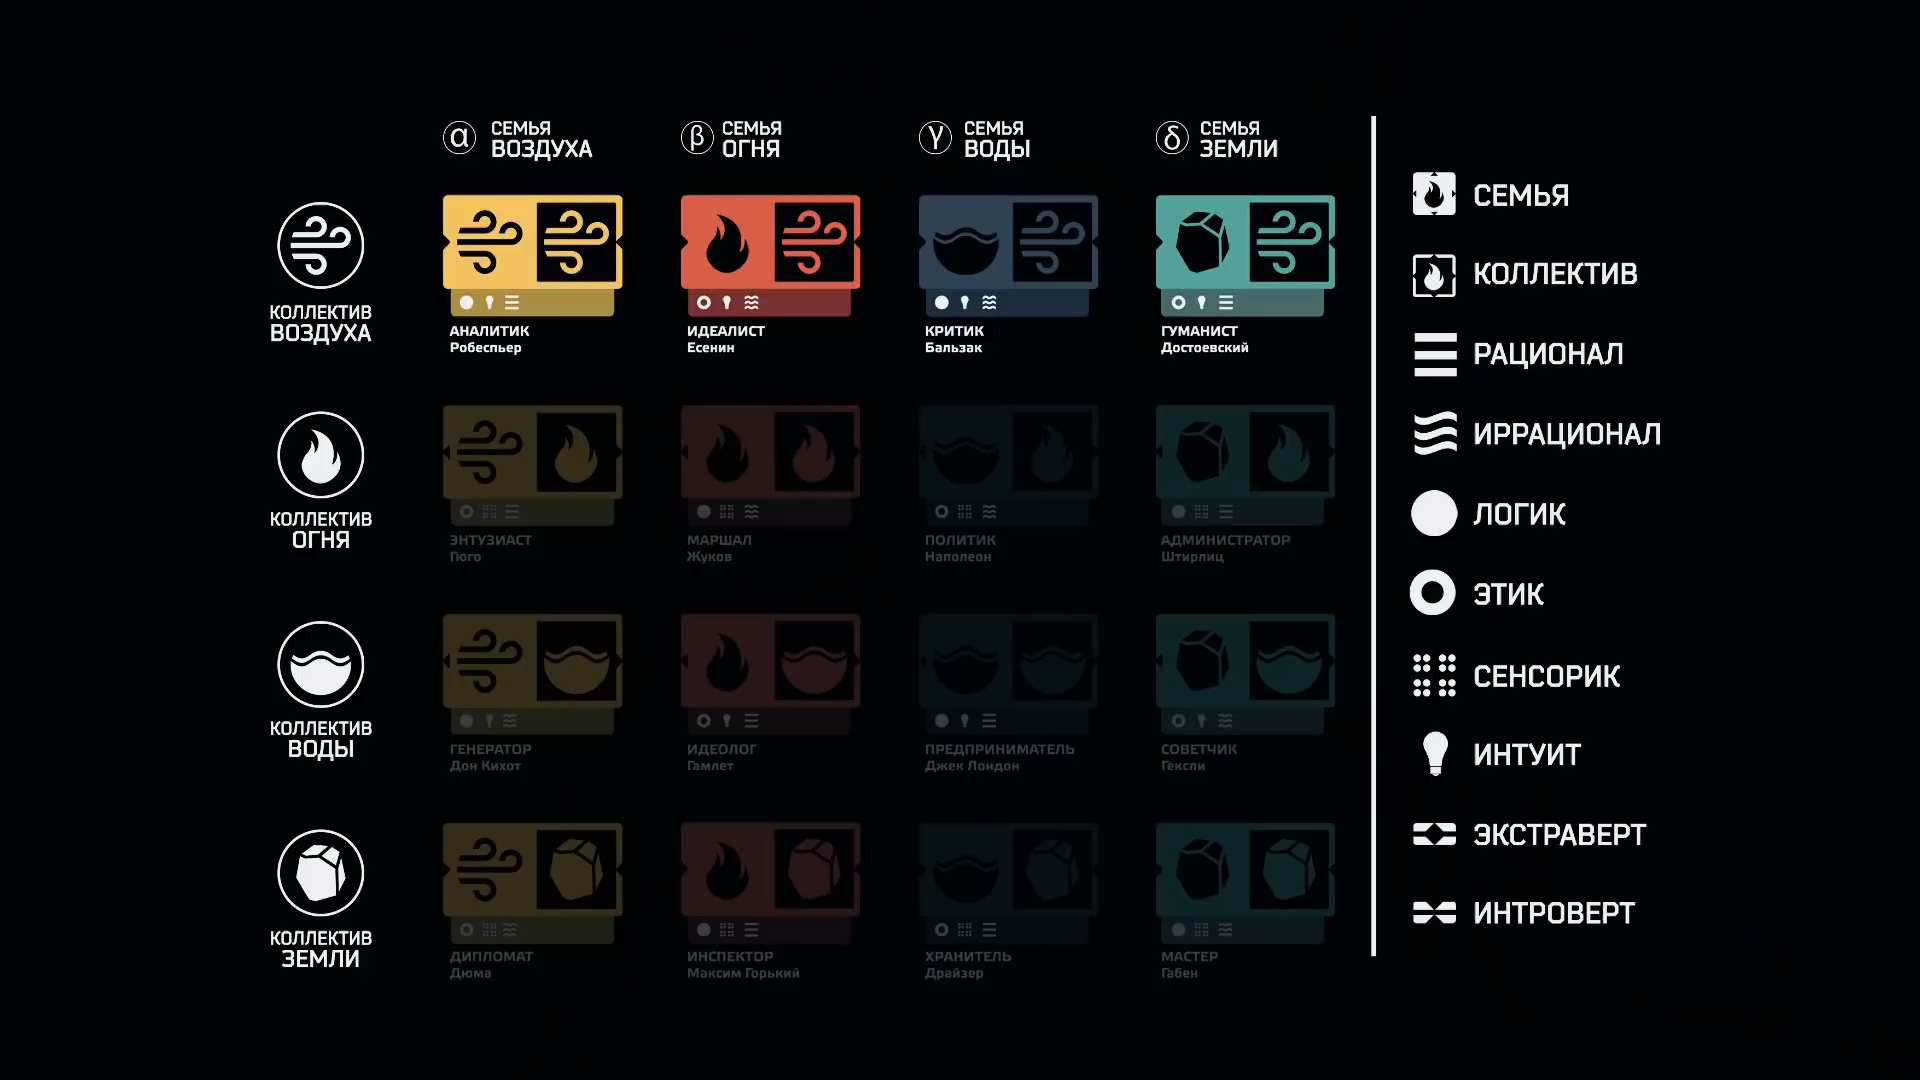 α СЕМЬЯ
ВОЗДУХА
β СЕМЬЯ
ОГНЯ
γ СЕМЬЯ
ВОДЫ
δ СЕМЬЯ
ЗЕМЛИ
КОЛЛЕКТИВ
ВОЗДУХА
АНАЛИТИК
Робеспьер
ИДЕАЛИСТ
Есенин
КРИТИК
Бальзак
ГУМАНИСТ
Достоевский
КОЛЛЕКТИВ
ОГНЯ
ЭНТУЗИАСТ
Гюго
МАРШАЛ
Жуков
ПОЛИТИК
Наполеон
АДМИНИСТРАТОР
Штирлиц
КОЛЛЕКТИВ
ВОДЫ
ГЕНЕРАТОР
Дон Кихот
ИДЕОЛОГ
Гамлет
ПРЕДПРИНИМАТЕЛЬ
Джек Лондон
СОВЕТЧИК
Гексли
КОЛЛЕКТИВ
ЗЕМЛИ
ДИПЛОМАТ
Дюма
ИНСПЕКТОР
Максим Горький
ХРАНИТЕЛЬ
Драйзер
МАСТЕР
Габен
СЕМЬЯ
КОЛЛЕКТИВ
РАЦИОНАЛ
ИРРАЦИОНАЛ
ЛОГИК
ЭТИК
СЕНСОРИК
ИНТУИТ
ЭКСТРАВЕРТ
ИНТРОВЕРТ